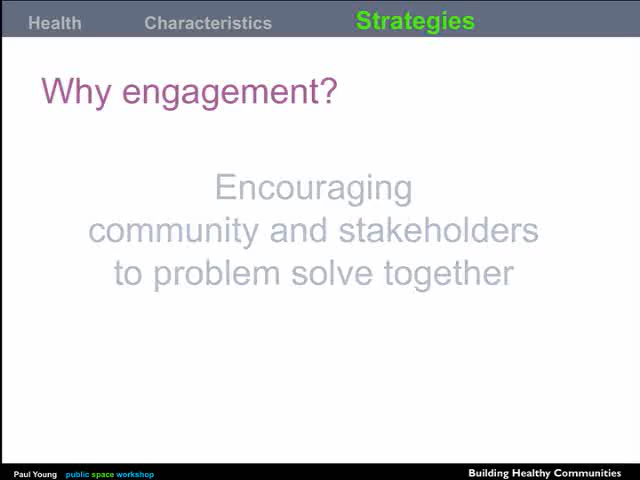 Health Characteristics Strategies
Why engagement?
Encouraging
community and stakeholders
to problem solve together
Paul Young public space workshop Building Healthy Communities